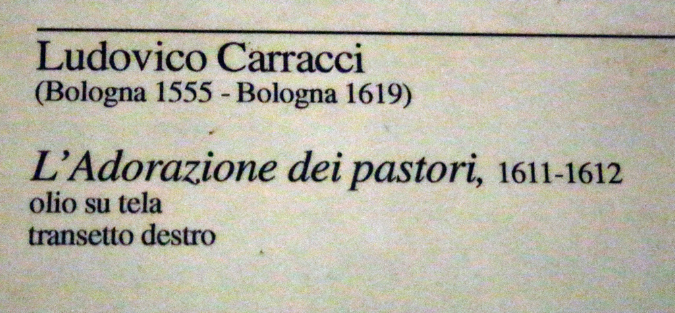 Ludovico Carracci
(Bologna 1555 - Bologna 1619)
L'Adorazione dei pastori, 1611-1612
olio su tela
transetto destro